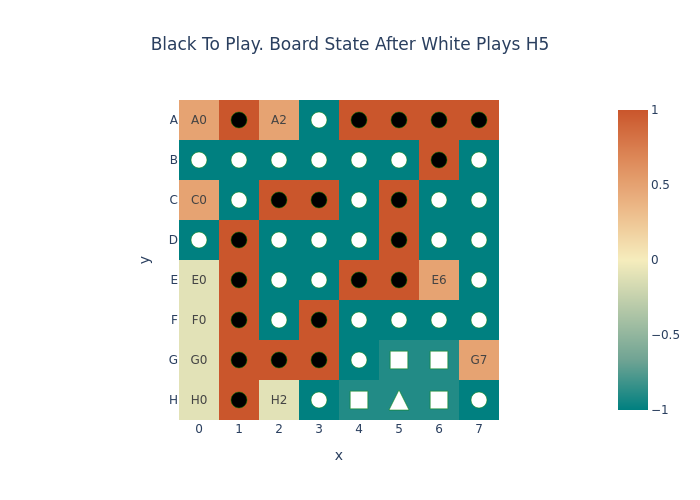 Black To Play. Board State After White Plays H5
A A0 A2 1
B
C C0 0.5
D
y
E E0 E6 0
F F0 −0.5
G G0 G7
H H0 H2 −1
0 1 2 3 4 5 6 7
x